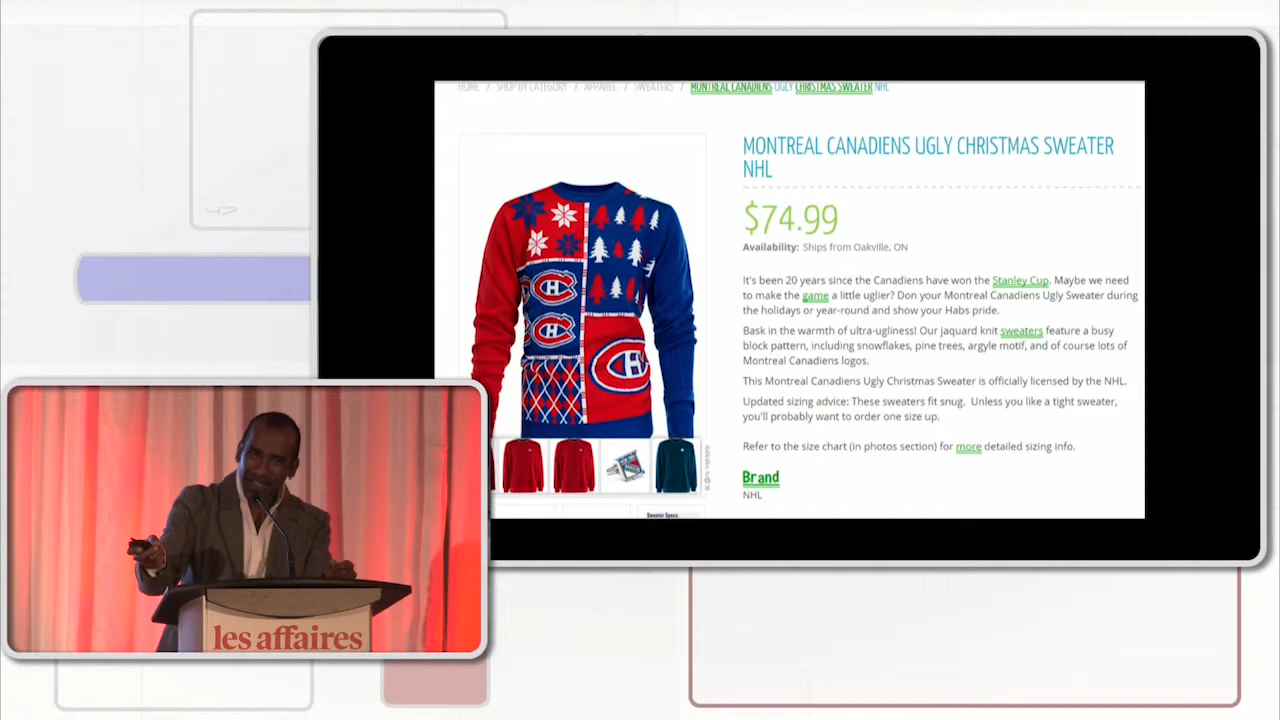 HOME / SHOP BY CATEGORY / APPAREL / SWEATERS / MONTREAL CANADIENS UGLY CHRISTMAS SWEATER NHL
MONTREAL CANADIENS UGLY CHRISTMAS SWEATER
NHL
$74.99
Availability: Ships from Oakville, ON
It's been 20 years since the Canadiens have won the Stanley Cup. Maybe we need
to make the game a little uglier? Don your Montreal Canadiens Ugly Sweater during
the holidays or year-round and show your Habs pride.
Bask in the warmth of ultra-ugliness! Our jaquard knit sweaters feature a busy
block pattern, including snowflakes, pine trees, argyle motif, and of course lots of
Montreal Canadiens logos.
This Montreal Canadiens Ugly Christmas Sweater is officially licensed by the NHL.
Updated sizing advice: These sweaters fit snug. Unless you like a tight sweater,
you'll probably want to order one size up.
Refer to the size chart (in photos section) for more detailed sizing info.
Brand
NHL
Sweater Specs.
les affaires